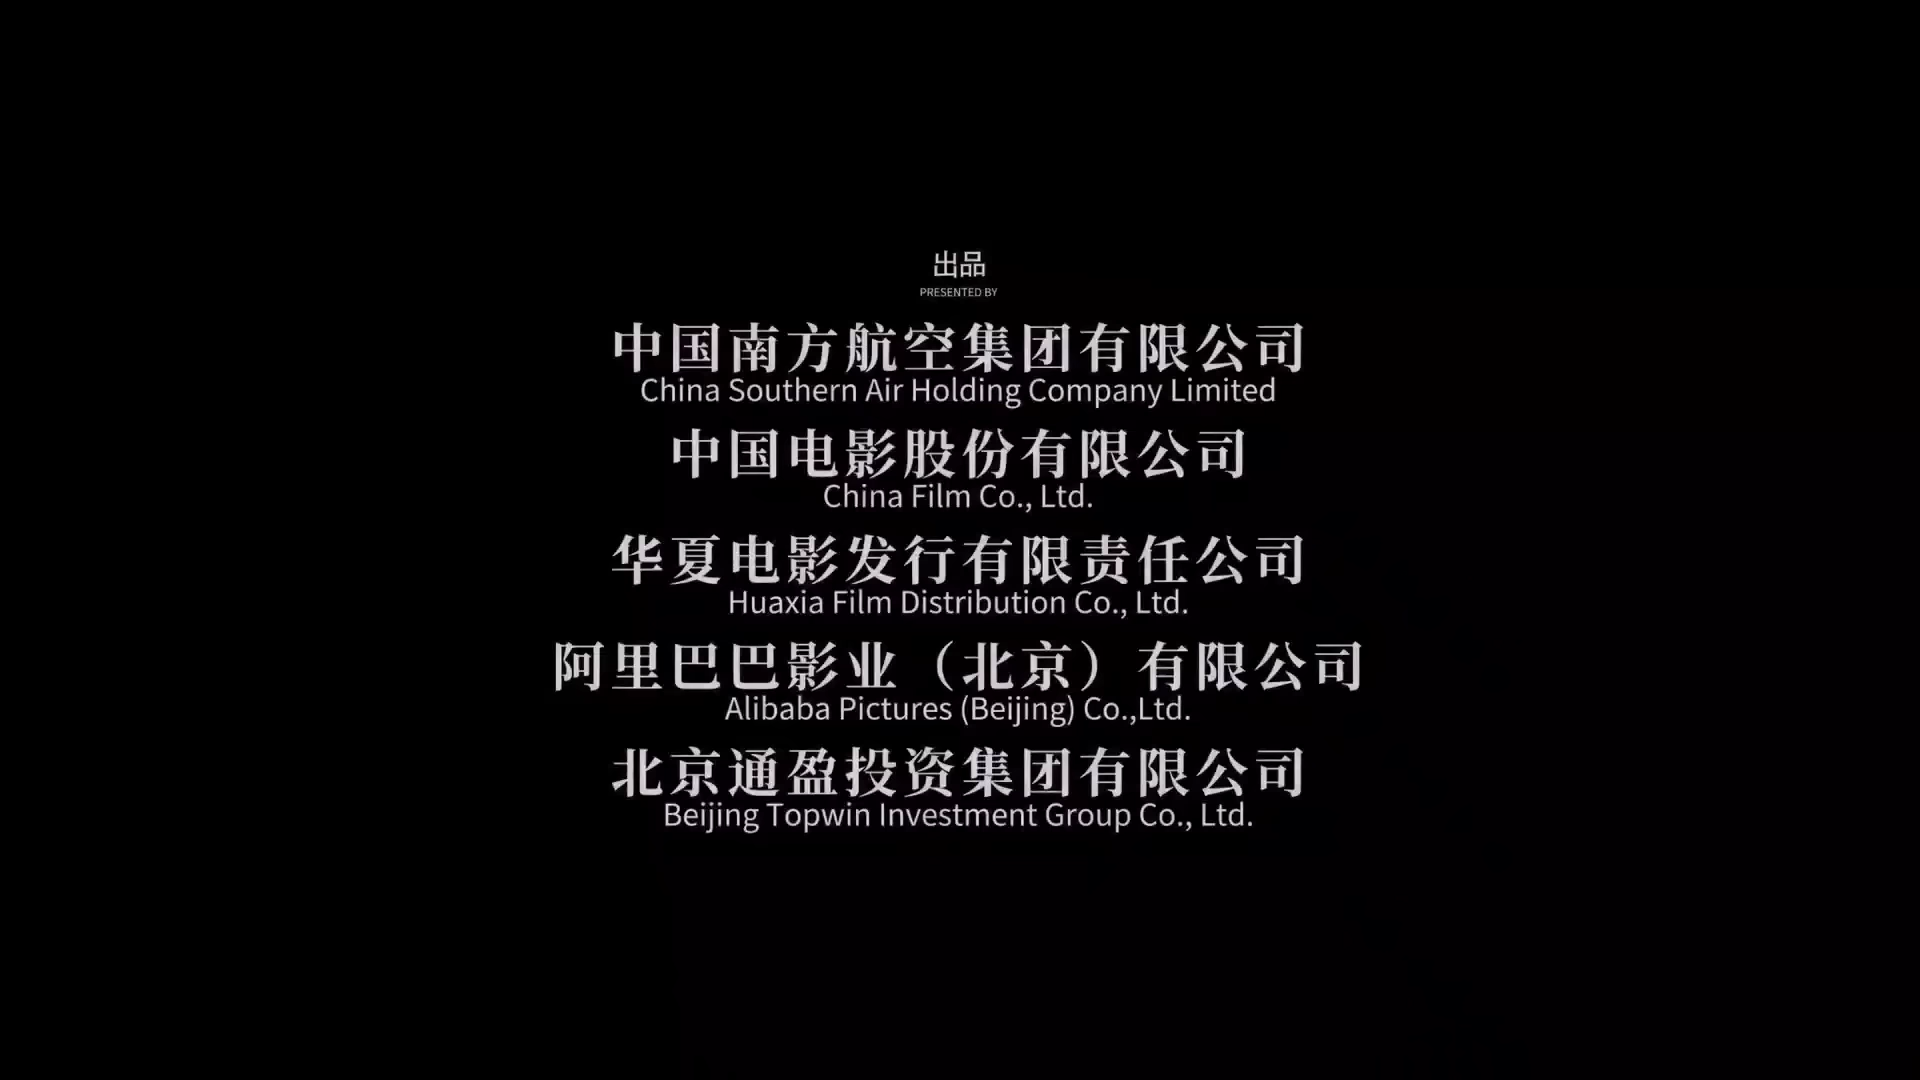 出品
PRESENTED BY
中国南方航空集团有限公司
China Southern Air Holding Company Limited
中国电影股份有限公司
China Film Co., Ltd.
华夏电影发行有限责任公司
Huaxia Film Distribution Co., Ltd.
阿里巴巴影业（北京）有限公司
Alibaba Pictures (Beijing) Co.,Ltd.
北京通盈投资集团有限公司
Beijing Topwin Investment Group Co., Ltd.